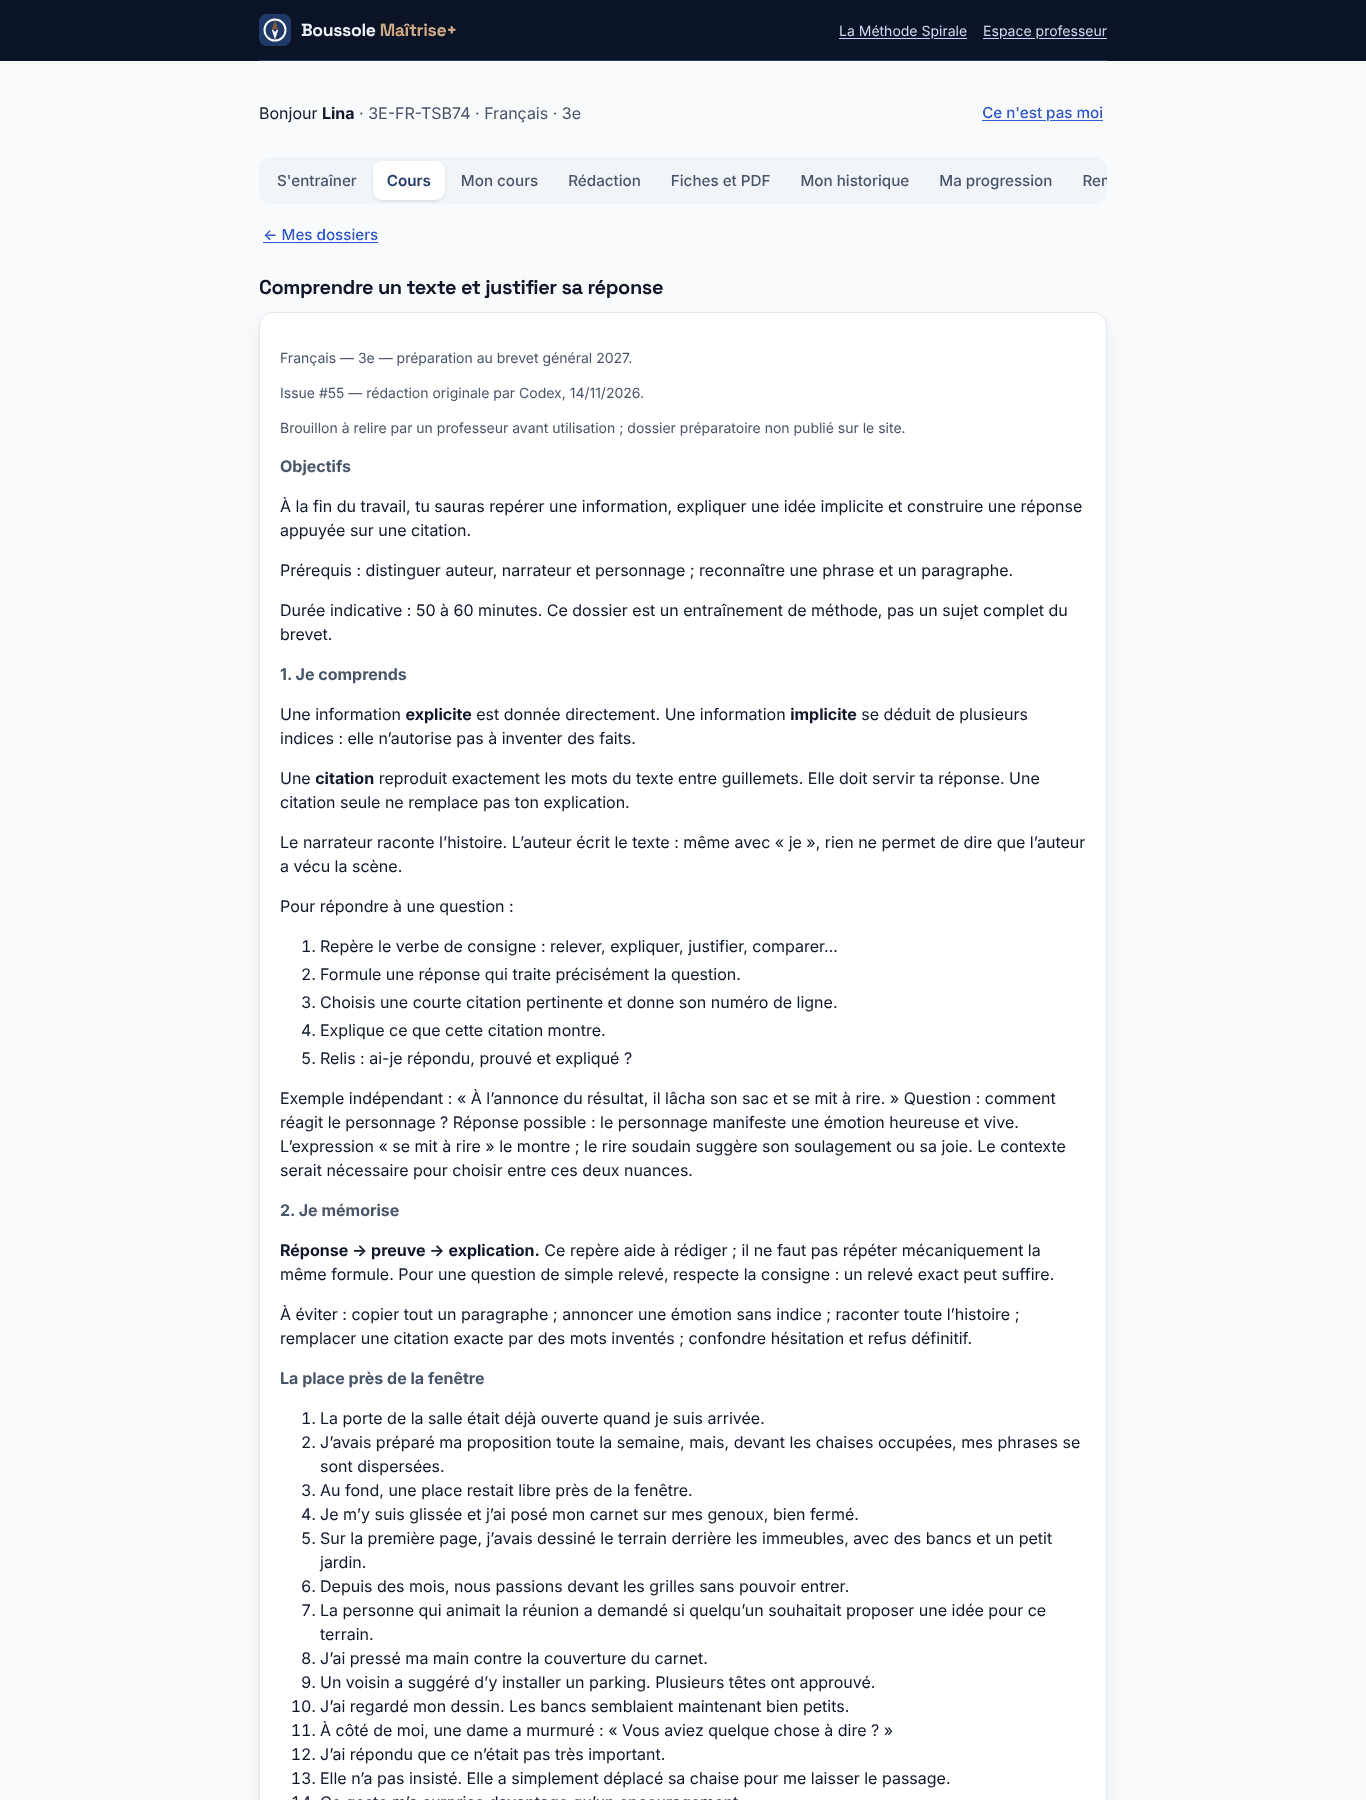 Boussole Maîtrise+
La Méthode Spirale
Espace professeur
Bonjour Lina · 3E-FR-TSB74 · Français · 3e
Ce n'est pas moi
S'entraîner
Cours
Mon cours
Rédaction
Fiches et PDF
Mon historique
Ma progression
← Mes dossiers
Comprendre un texte et justifier sa réponse
Français — 3e — préparation au brevet général 2027.
Issue #55 — rédaction originale par Codex, 14/11/2026.
Brouillon à relire par un professeur avant utilisation ; dossier préparatoire non publié sur le site.
Objectifs
À la fin du travail, tu sauras repérer une information, expliquer une idée implicite et construire une réponse
appuyée sur une citation.
Prérequis : distinguer auteur, narrateur et personnage ; reconnaître une phrase et un paragraphe.
Durée indicative : 50 à 60 minutes. Ce dossier est un entraînement de méthode, pas un sujet complet du
brevet.
1. Je comprends
Une information explicite est donnée directement. Une information implicite se déduit de plusieurs
indices : elle n’autorise pas à inventer des faits.
Une citation reproduit exactement les mots du texte entre guillemets. Elle doit servir ta réponse. Une
citation seule ne remplace pas ton explication.
Le narrateur raconte l’histoire. L’auteur écrit le texte : même avec « je », rien ne permet de dire que l’auteur
a vécu la scène.
Pour répondre à une question :
1. Repère le verbe de consigne : relever, expliquer, justifier, comparer…
2. Formule une réponse qui traite précisément la question.
3. Choisis une courte citation pertinente et donne son numéro de ligne.
4. Explique ce que cette citation montre.
5. Relis : ai-je répondu, prouvé et expliqué ?
Exemple indépendant : « À l’annonce du résultat, il lâcha son sac et se mit à rire. » Question : comment
réagit le personnage ? Réponse possible : le personnage manifeste une émotion heureuse et vive.
L’expression « se mit à rire » le montre ; le rire soudain suggère son soulagement ou sa joie. Le contexte
serait nécessaire pour choisir entre ces deux nuances.
2. Je mémorise
Réponse → preuve → explication. Ce repère aide à rédiger ; il ne faut pas répéter mécaniquement la
même formule. Pour une question de simple relevé, respecte la consigne : un relevé exact peut suffire.
À éviter : copier tout un paragraphe ; annoncer une émotion sans indice ; raconter toute l’histoire ;
remplacer une citation exacte par des mots inventés ; confondre hésitation et refus définitif.
La place près de la fenêtre
1. La porte de la salle était déjà ouverte quand je suis arrivée.
2. J’avais préparé ma proposition toute la semaine, mais, devant les chaises occupées, mes phrases se
sont dispersées.
3. Au fond, une place restait libre près de la fenêtre.
4. Je m’y suis glissée et j’ai posé mon carnet sur mes genoux, bien fermé.
5. Sur la première page, j’avais dessiné le terrain derrière les immeubles, avec des bancs et un petit
jardin.
6. Depuis des mois, nous passions devant les grilles sans pouvoir entrer.
7. La personne qui animait la réunion a demandé si quelqu’un souhaitait proposer une idée pour ce
terrain.
8. J’ai pressé ma main contre la couverture du carnet.
9. Un voisin a suggéré d’y installer un parking. Plusieurs têtes ont approuvé.
10. J’ai regardé mon dessin. Les bancs semblaient maintenant bien petits.
11. À côté de moi, une dame a murmuré : « Vous aviez quelque chose à dire ? »
12. J’ai répondu que ce n’était pas très important.
13. Elle n’a pas insisté. Elle a simplement déplacé sa chaise pour me laisser le passage.